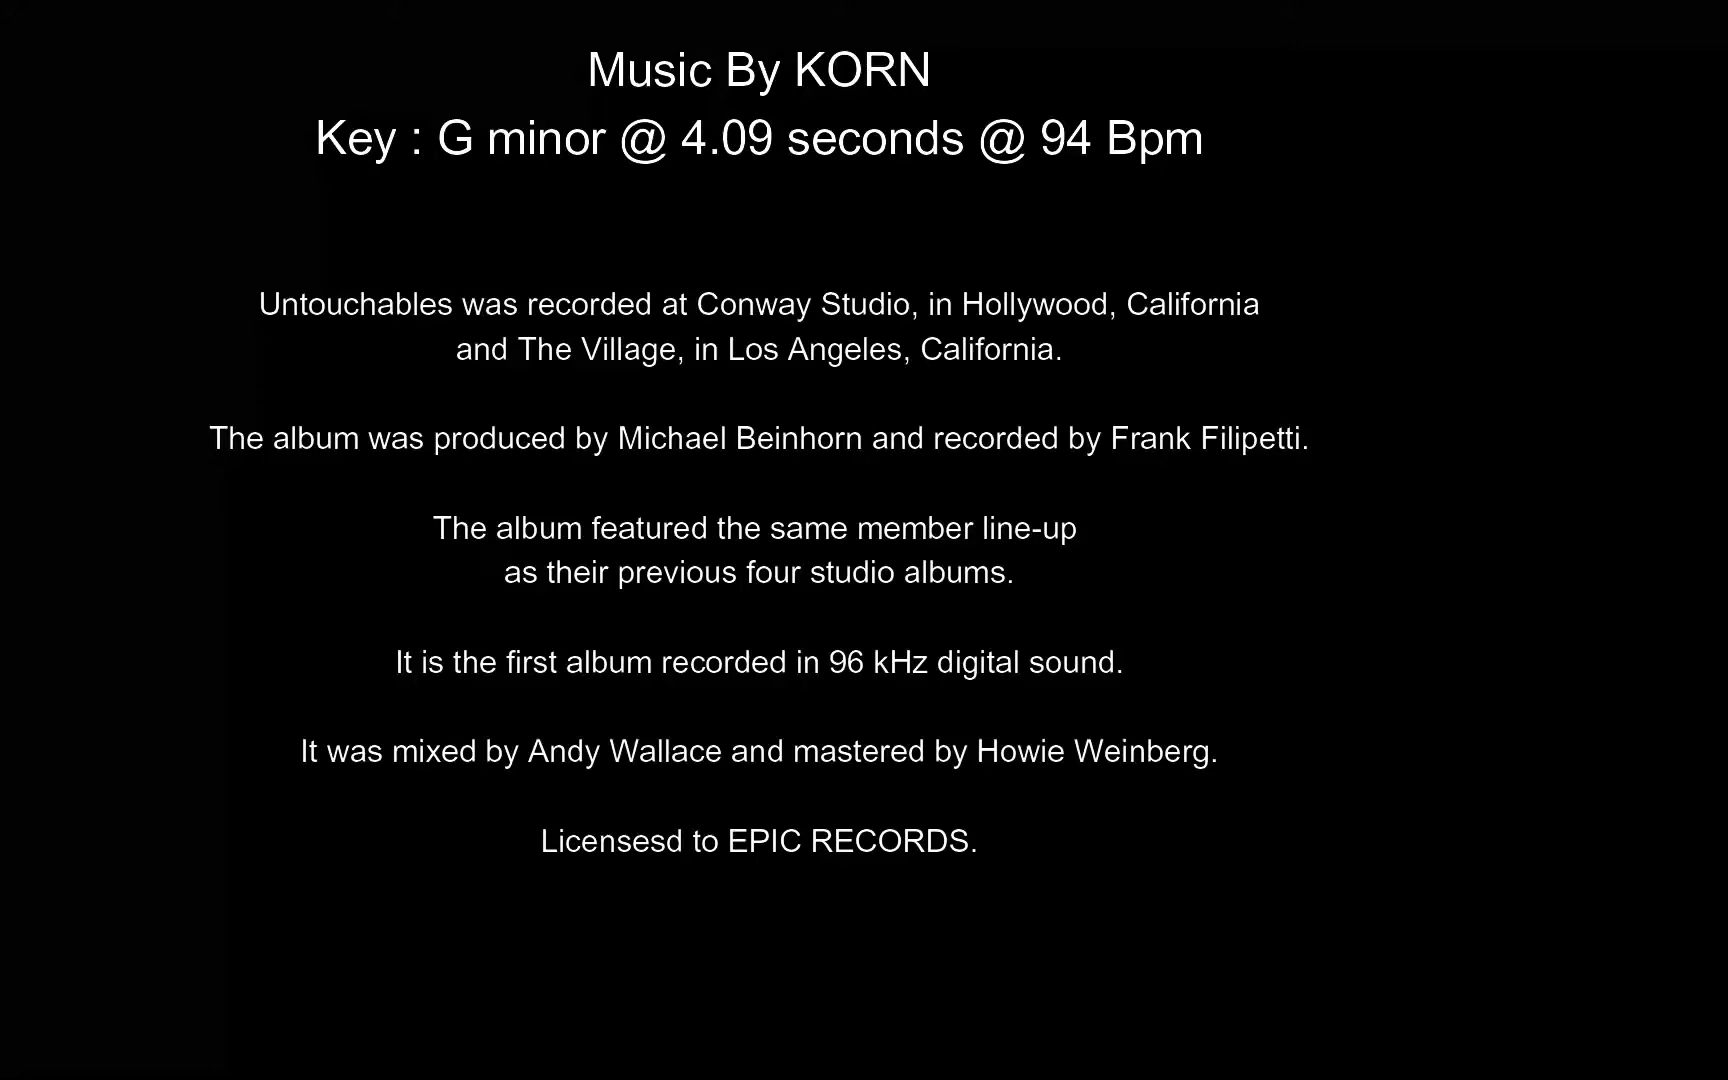 Music By KORN
Key : G minor @ 4.09 seconds @ 94 Bpm
Untouchables was recorded at Conway Studio, in Hollywood, California
and The Village, in Los Angeles, California.
The album was produced by Michael Beinhorn and recorded by Frank Filipetti.
The album featured the same member line-up
as their previous four studio albums.
It is the first album recorded in 96 kHz digital sound.
It was mixed by Andy Wallace and mastered by Howie Weinberg.
Licensesd to EPIC RECORDS.